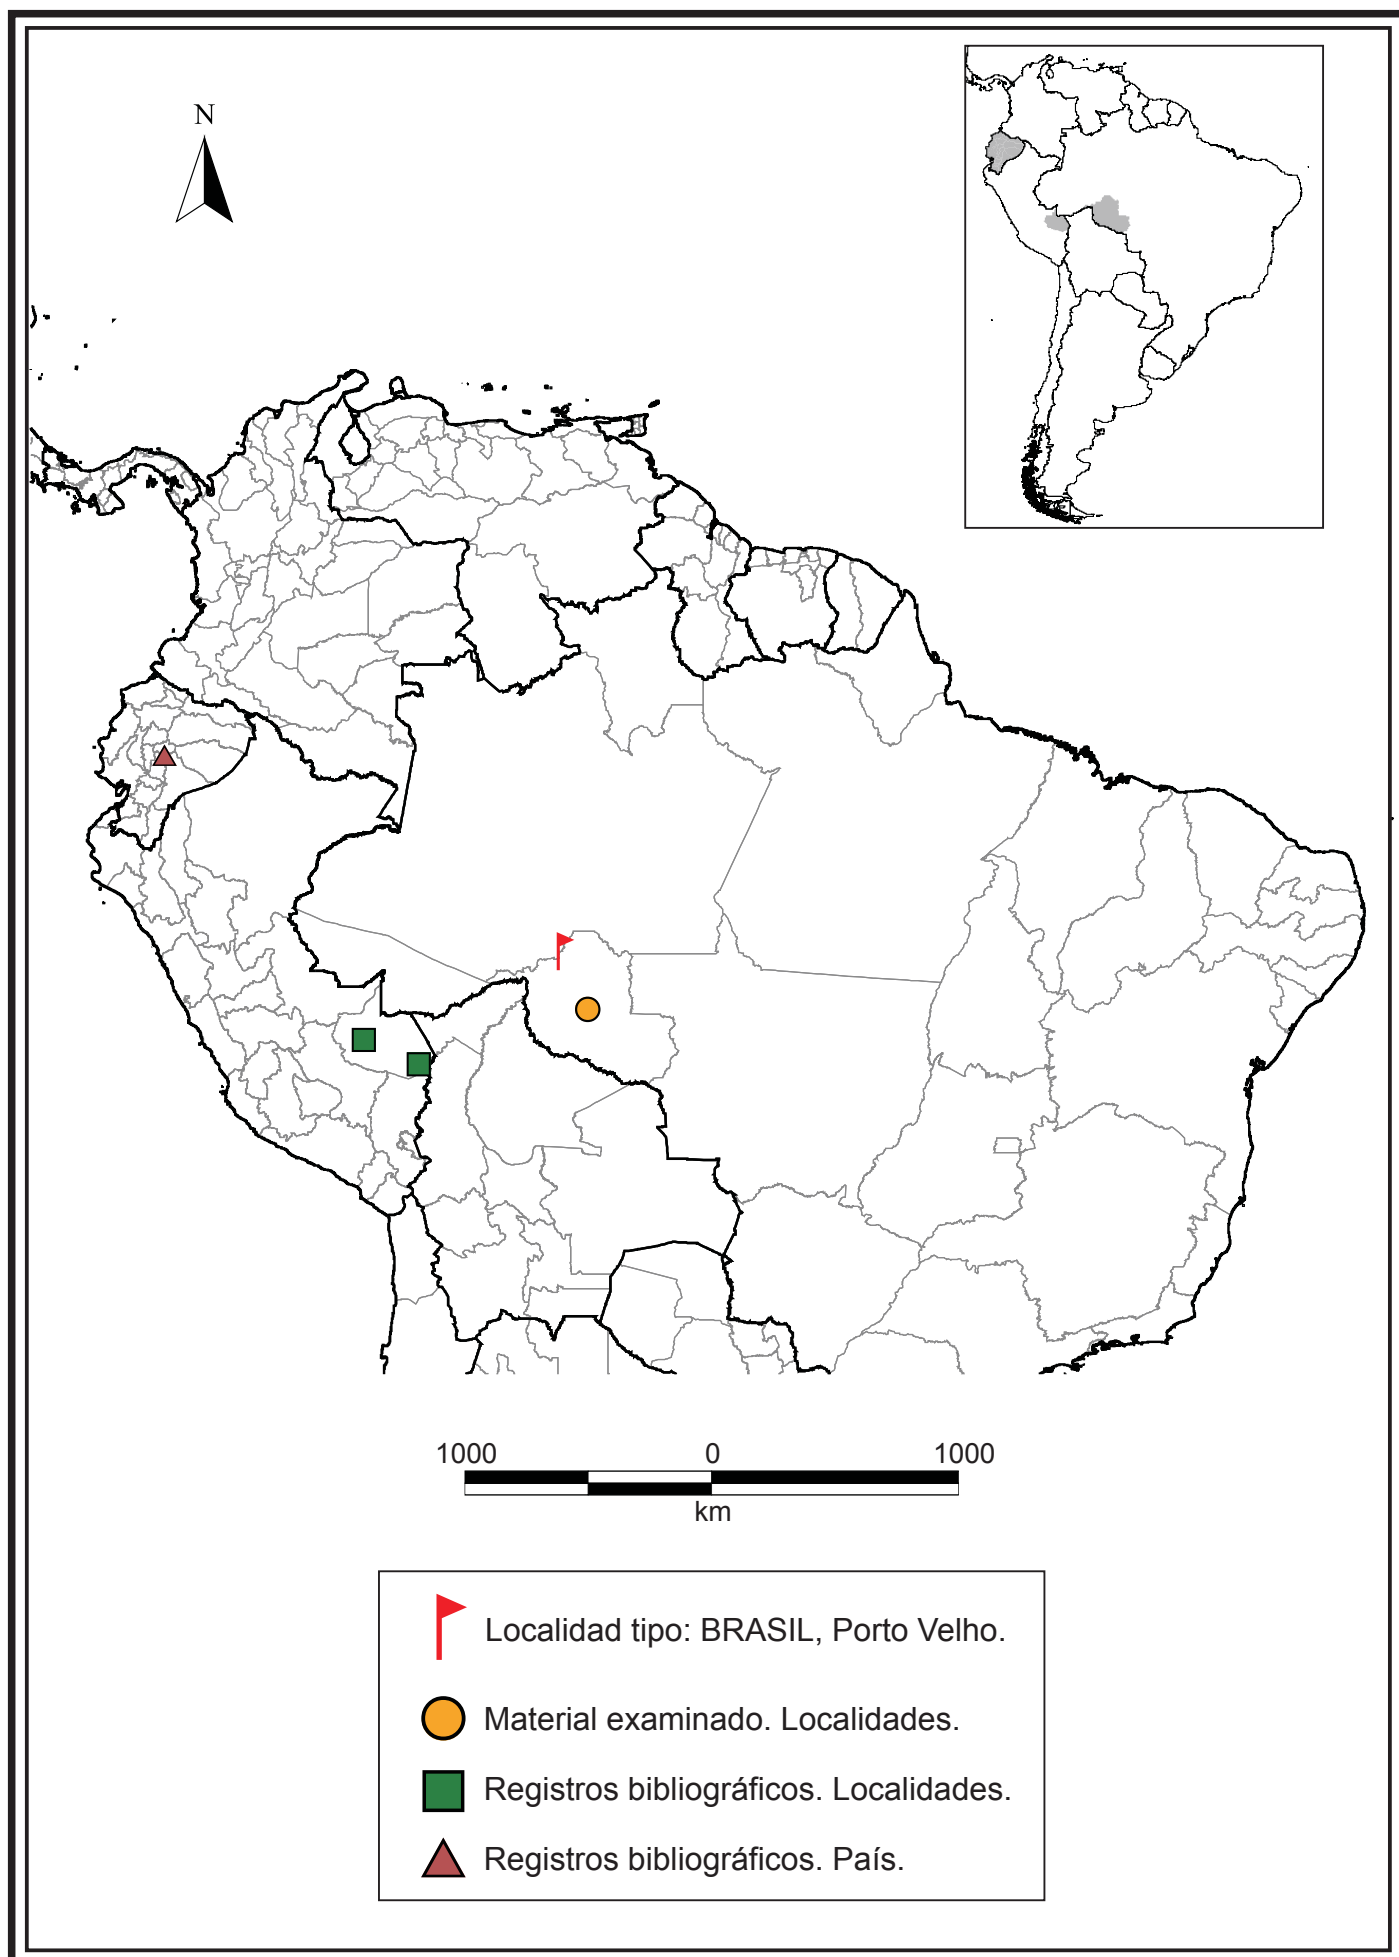 N
1000 0 1000
km
Localidad tipo: BRASIL, Porto Velho.
Material examinado. Localidades.
Registros bibliográficos. Localidades.
Registros bibliográficos. País.